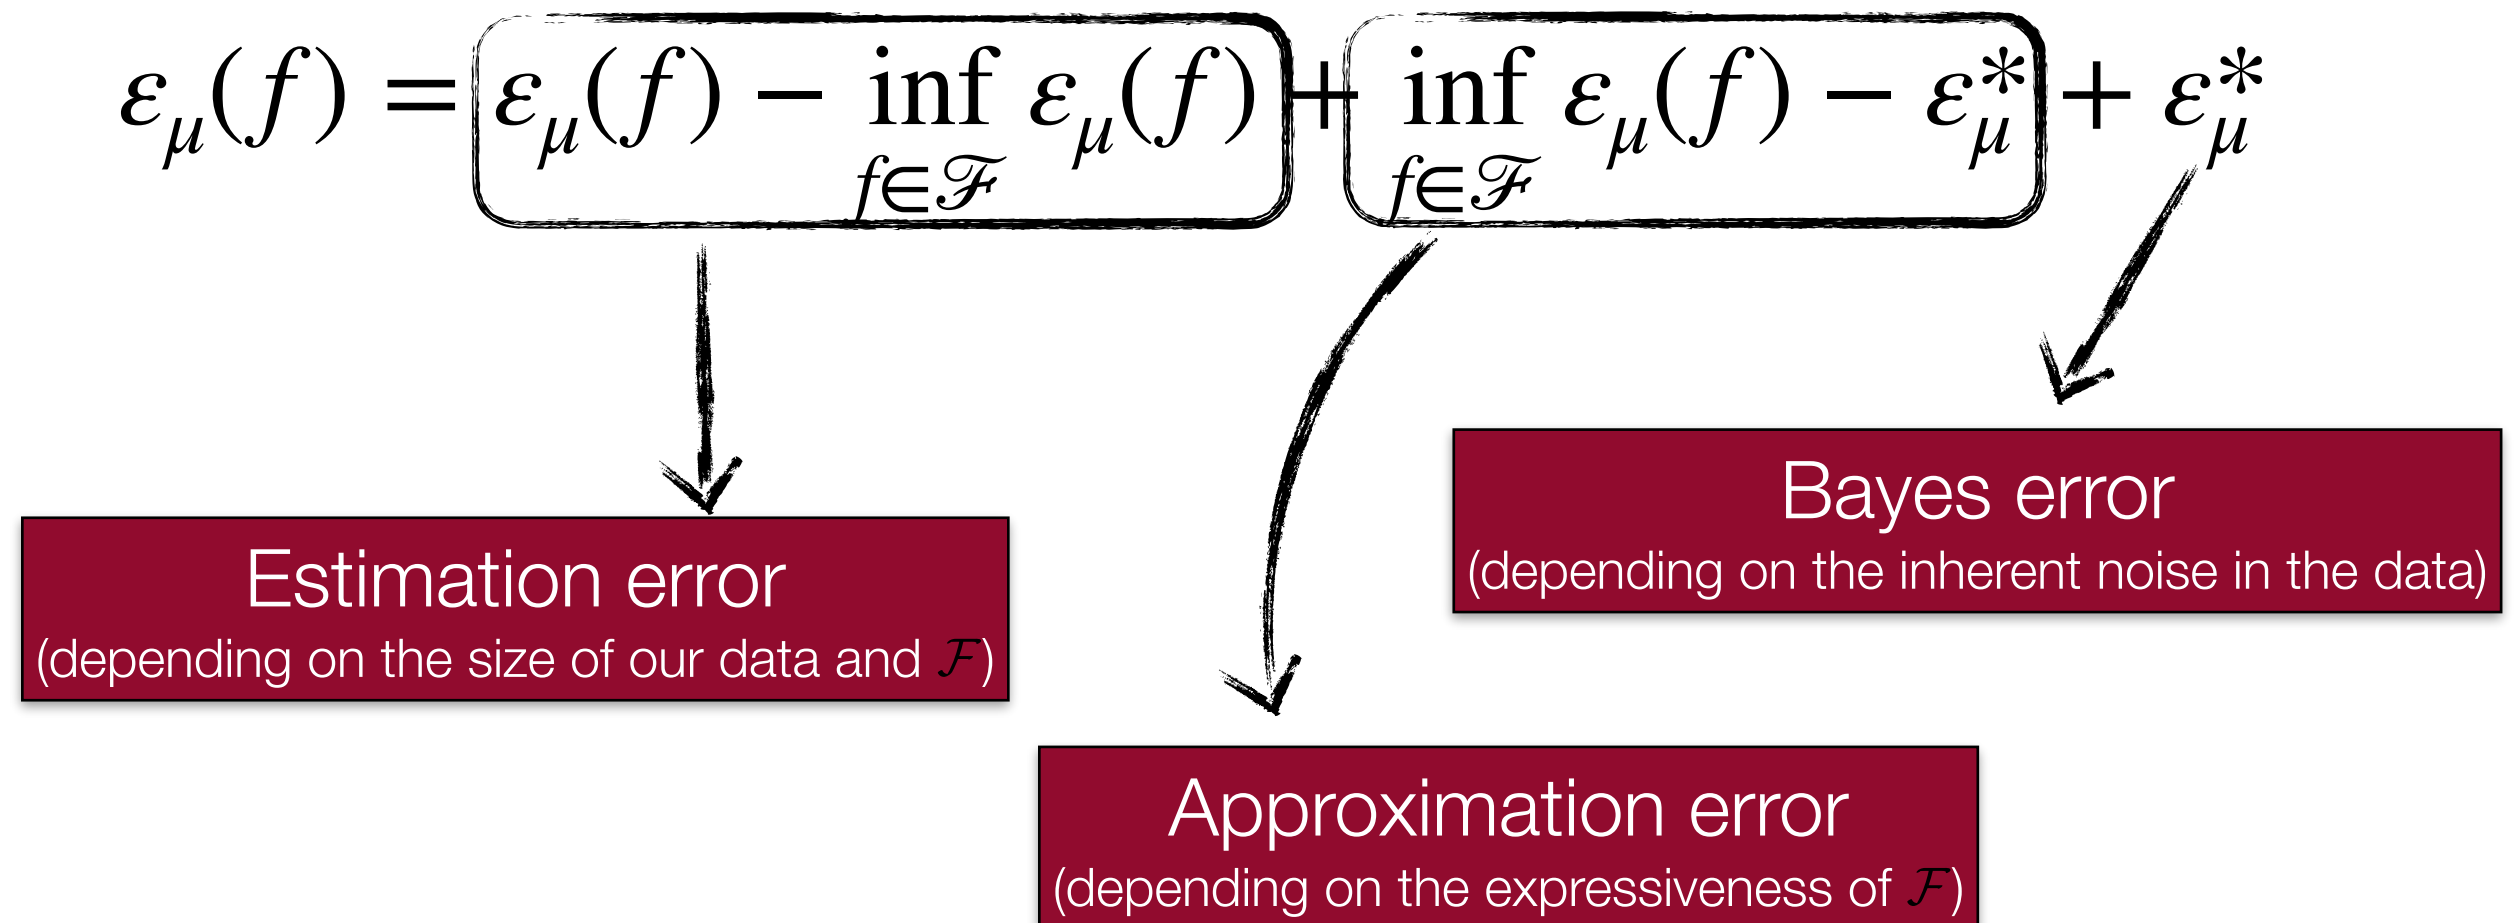 ε_μ(f) = ε_μ(f) − inf_{f∈ℱ} ε_μ(f) + inf_{f∈ℱ} ε_μ(f) − ε*_μ + ε*_μ
Estimation error
(depending on the size of our data and ℱ)
Bayes error
(depending on the inherent noise in the data)
Approximation error
(depending on the expressiveness of ℱ)